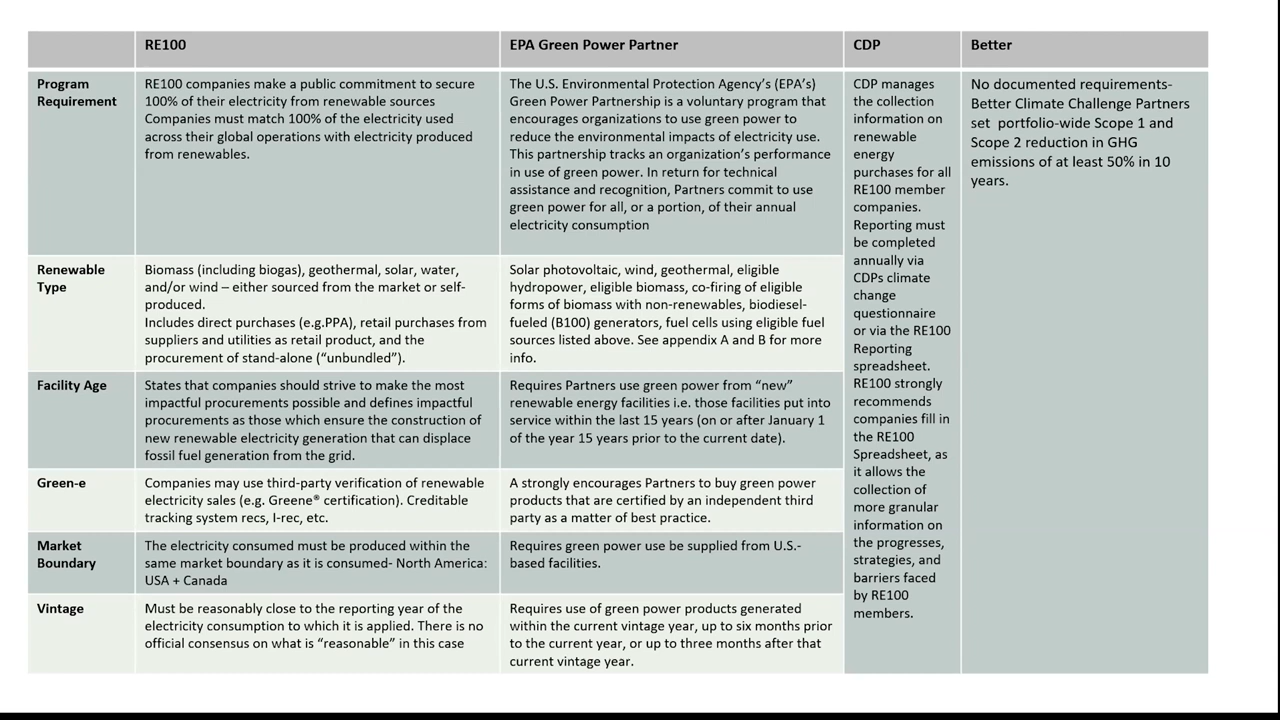 RE100
EPA Green Power Partner
CDP
Better
Program
Requirement
RE100 companies make a public commitment to secure
100% of their electricity from renewable sources
Companies must match 100% of the electricity used
across their global operations with electricity produced
from renewables.
The U.S. Environmental Protection Agency's (EPA's)
Green Power Partnership is a voluntary program that
encourages organizations to use green power to
reduce the environmental impacts of electricity use.
This partnership tracks an organization's performance
in use of green power. In return for technical
assistance and recognition, Partners commit to use
green power for all, or a portion, of their annual
electricity consumption
CDP manages
the collection
information on
renewable
energy
purchases for all
RE100 member
companies.
Reporting must
be completed
annually via
CDPs climate
change
questionnaire
or via the RE100
Reporting
spreadsheet.
RE100 strongly
recommends
companies fill in
the RE100
Spreadsheet, as
it allows the
collection of
more granular
information on
the progresses,
strategies, and
barriers faced
by RE100
members.
No documented requirements-
Better Climate Challenge Partners
set portfolio-wide Scope 1 and
Scope 2 reduction in GHG
emissions of at least 50% in 10
years.
Renewable
Type
Biomass (including biogas), geothermal, solar, water,
and/or wind – either sourced from the market or self-
produced.
Includes direct purchases (e.g.PPA), retail purchases from
suppliers and utilities as retail product, and the
procurement of stand-alone ("unbundled").
Solar photovoltaic, wind, geothermal, eligible
hydropower, eligible biomass, co-firing of eligible
forms of biomass with non-renewables, biodiesel-
fueled (B100) generators, fuel cells using eligible fuel
sources listed above. See appendix A and B for more
info.
Facility Age
States that companies should strive to make the most
impactful procurements possible and defines impactful
procurements as those which ensure the construction of
new renewable electricity generation that can displace
fossil fuel generation from the grid.
Requires Partners use green power from "new"
renewable energy facilities i.e. those facilities put into
service within the last 15 years (on or after January 1
of the year 15 years prior to the current date).
Green-e
Companies may use third-party verification of renewable
electricity sales (e.g. Greene® certification). Creditable
tracking system recs, I-rec, etc.
A strongly encourages Partners to buy green power
products that are certified by an independent third
party as a matter of best practice.
Market
Boundary
The electricity consumed must be produced within the
same market boundary as it is consumed- North America:
USA + Canada
Requires green power use be supplied from U.S.-
based facilities.
Vintage
Must be reasonably close to the reporting year of the
electricity consumption to which it is applied. There is no
official consensus on what is "reasonable" in this case
Requires use of green power products generated
within the current vintage year, up to six months prior
to the current year, or up to three months after that
current vintage year.